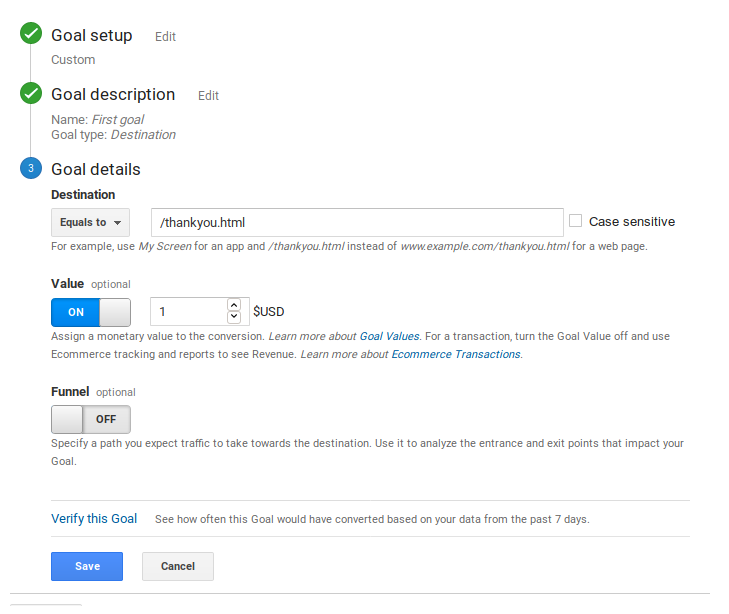 Goal setup Edit
Custom
Goal description Edit
Name: First goal
Goal type: Destination
3 Goal details
Destination
Equals to /thankyou.html Case sensitive
For example, use My Screen for an app and /thankyou.html instead of www.example.com/thankyou.html for a web page.
Value optional
ON 1 $USD
Assign a monetary value to the conversion. Learn more about Goal Values. For a transaction, turn the Goal Value off and use
Ecommerce tracking and reports to see Revenue. Learn more about Ecommerce Transactions.
Funnel optional
OFF
Specify a path you expect traffic to take towards the destination. Use it to analyze the entrance and exit points that impact your
Goal.
Verify this Goal See how often this Goal would have converted based on your data from the past 7 days.
Save Cancel